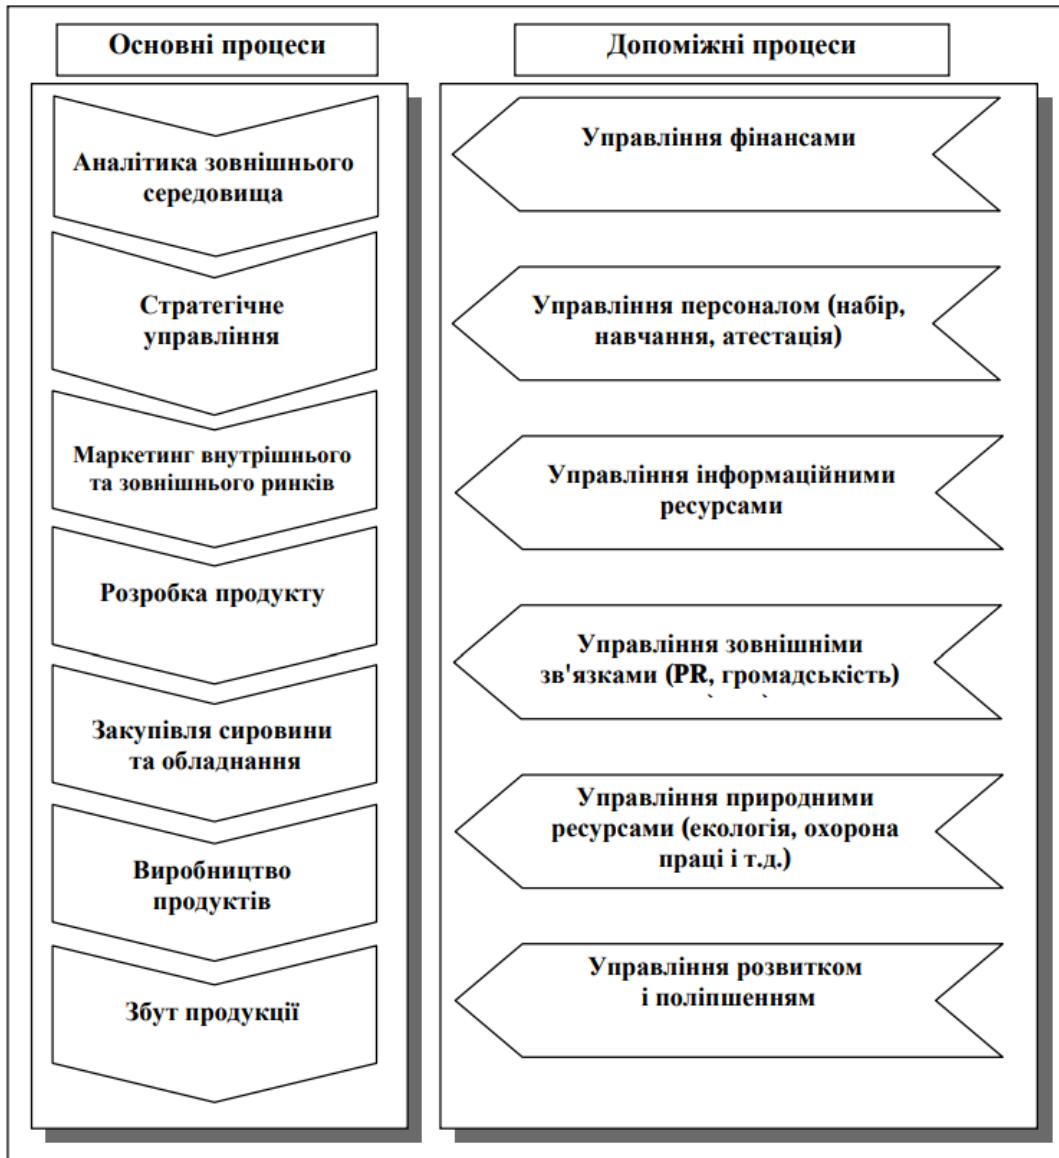 Основні процеси
Аналітика зовнішнього
середовища
Стратегічне
управління
Маркетинг внутрішнього
та зовнішнього ринків
Розробка продукту
Закупівля сировини
та обладнання
Виробництво
продуктів
Збут продукції
Допоміжні процеси
Управління фінансами
Управління персоналом (набір,
навчання, атестація)
Управління інформаційними
ресурсами
Управління зовнішніми
зв'язками (PR, громадськість)
Управління природними
ресурсами (екологія, охорона
праці і т.д.)
Управління розвитком
і поліпшенням